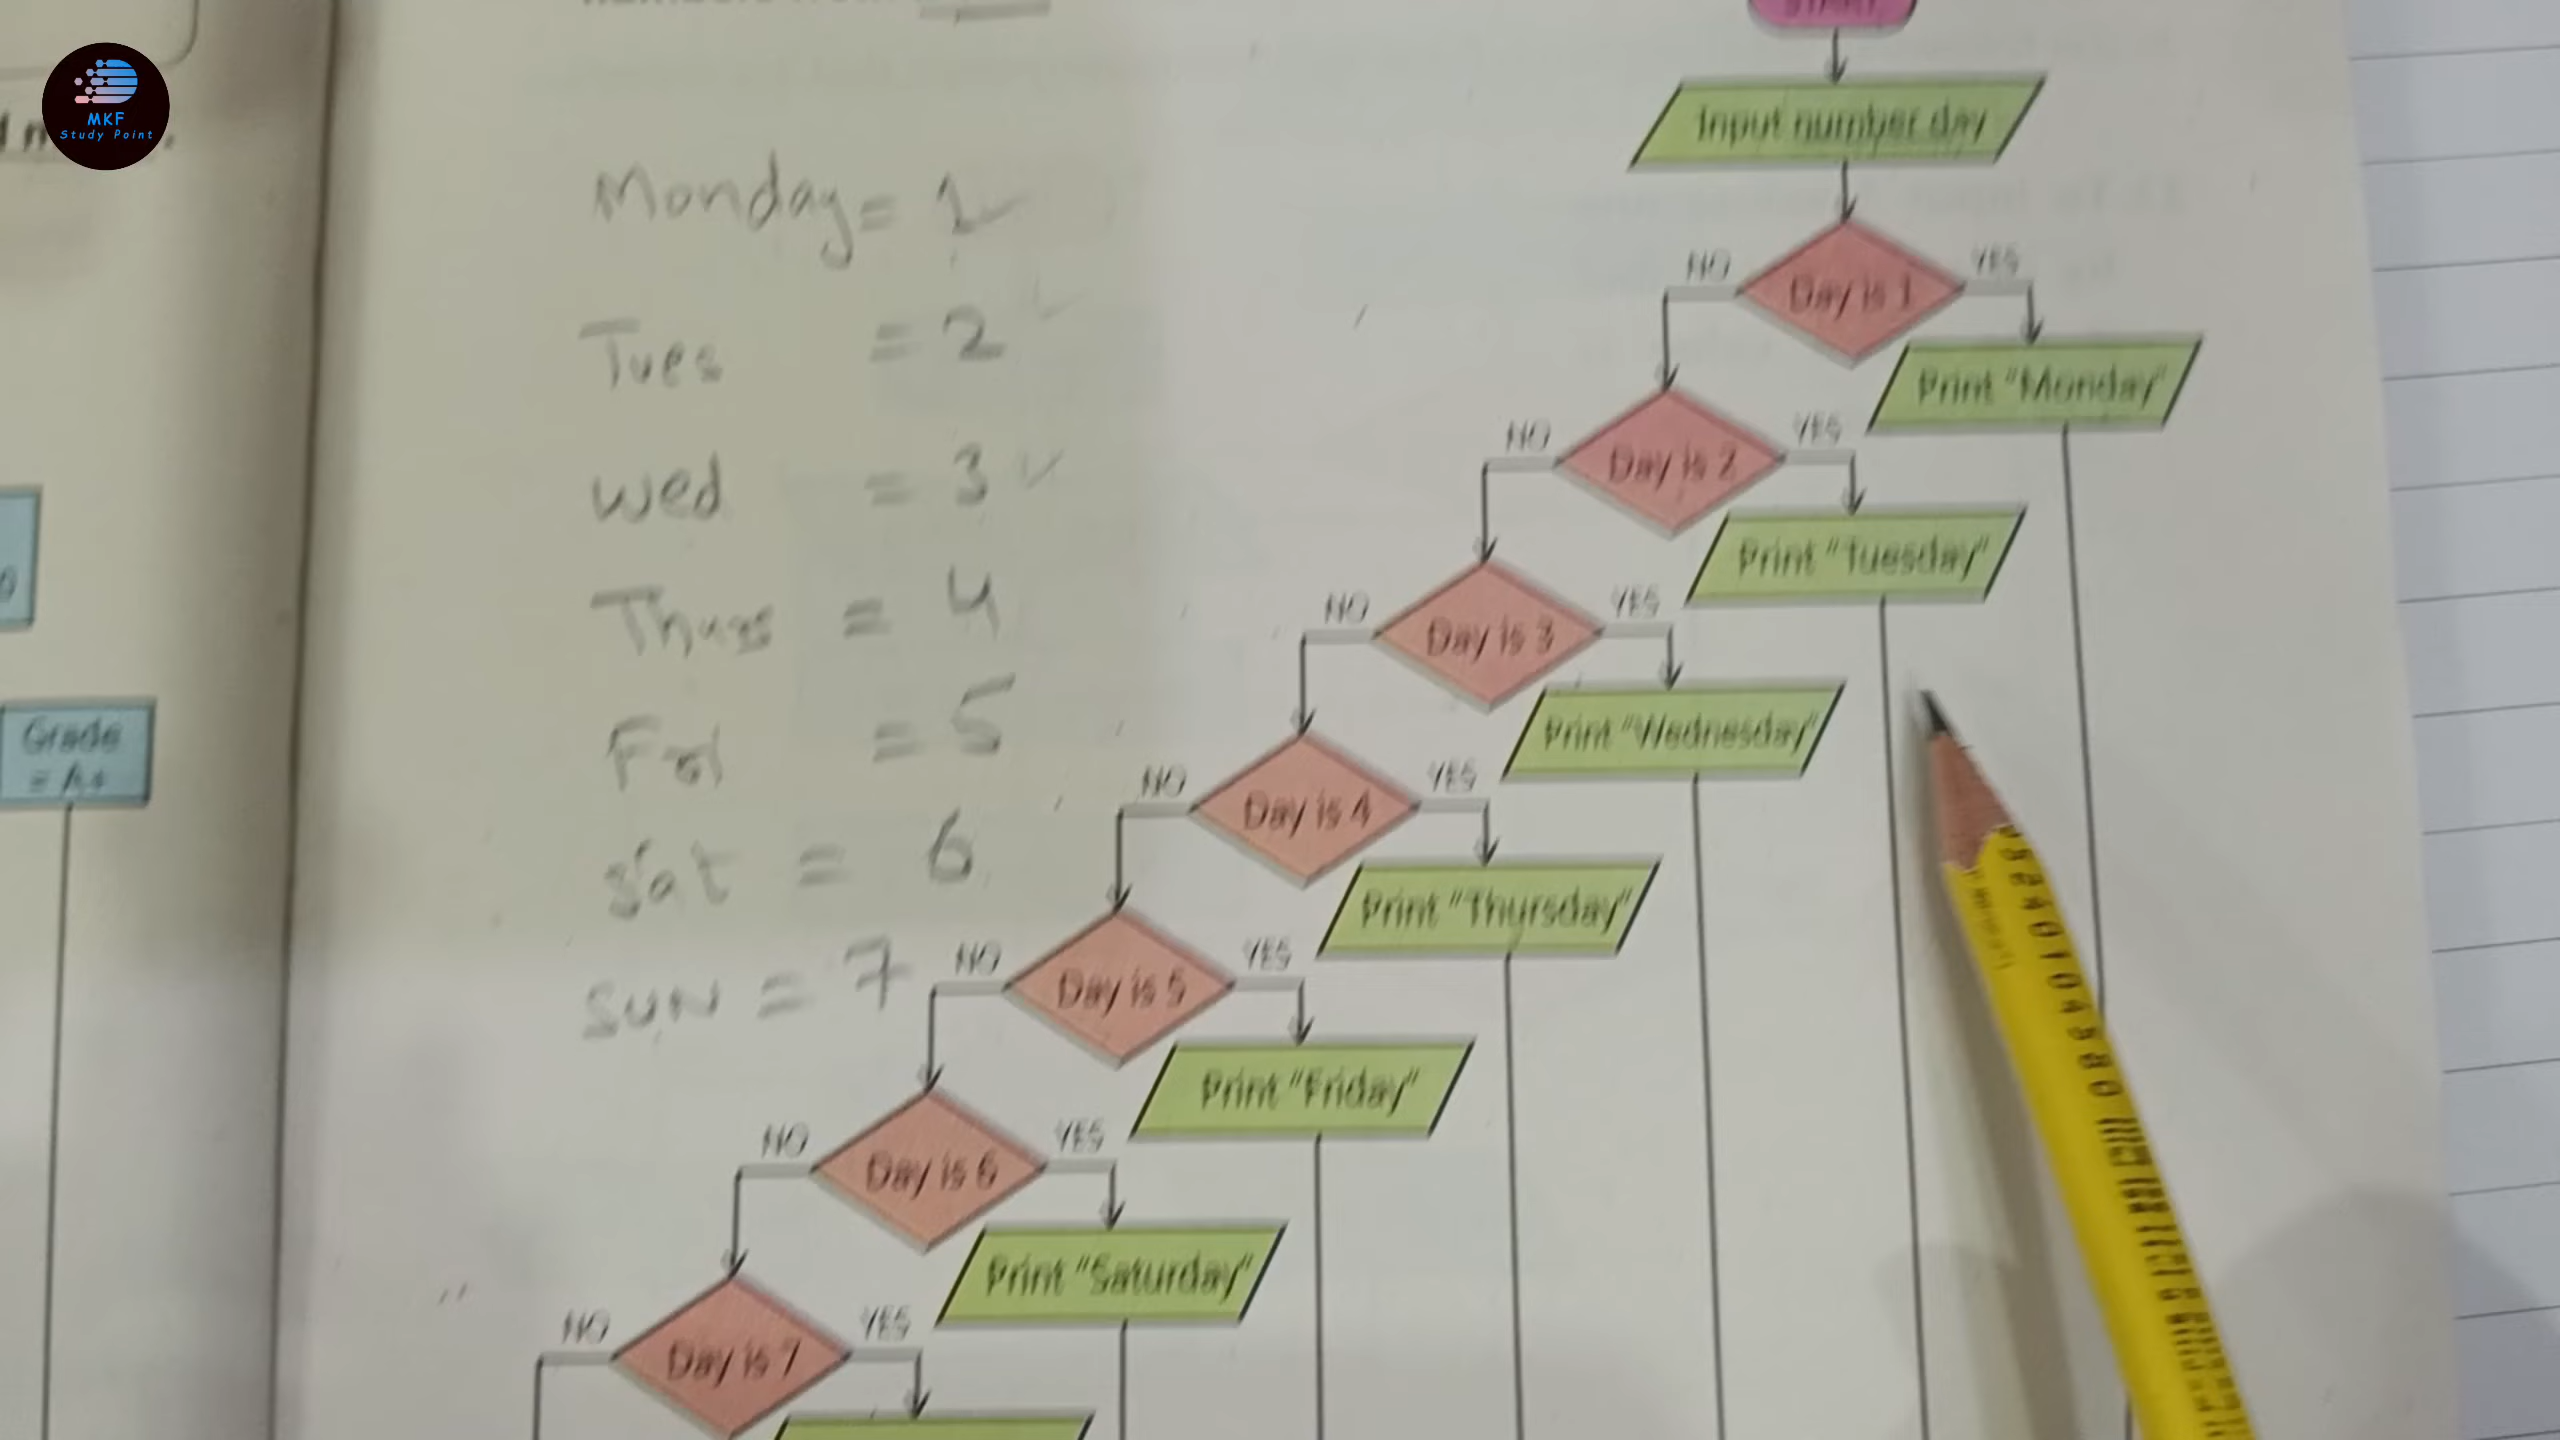 MKF
Study Point
START
Input number day
NO
YES
Day is 1
Print "Monday"
NO
YES
Day is 2
Print "Tuesday"
NO
YES
Day is 3
Print "Wednesday"
NO
YES
Day is 4
Print "Thursday"
NO
YES
Day is 5
Print "Friday"
NO
YES
Day is 6
Print "Saturday"
NO
YES
Day is 7
Monday = 1
Tues = 2
Wed = 3
Thurs = 4
Fri = 5
Sat = 6
SUN = 7
Grade
= A+